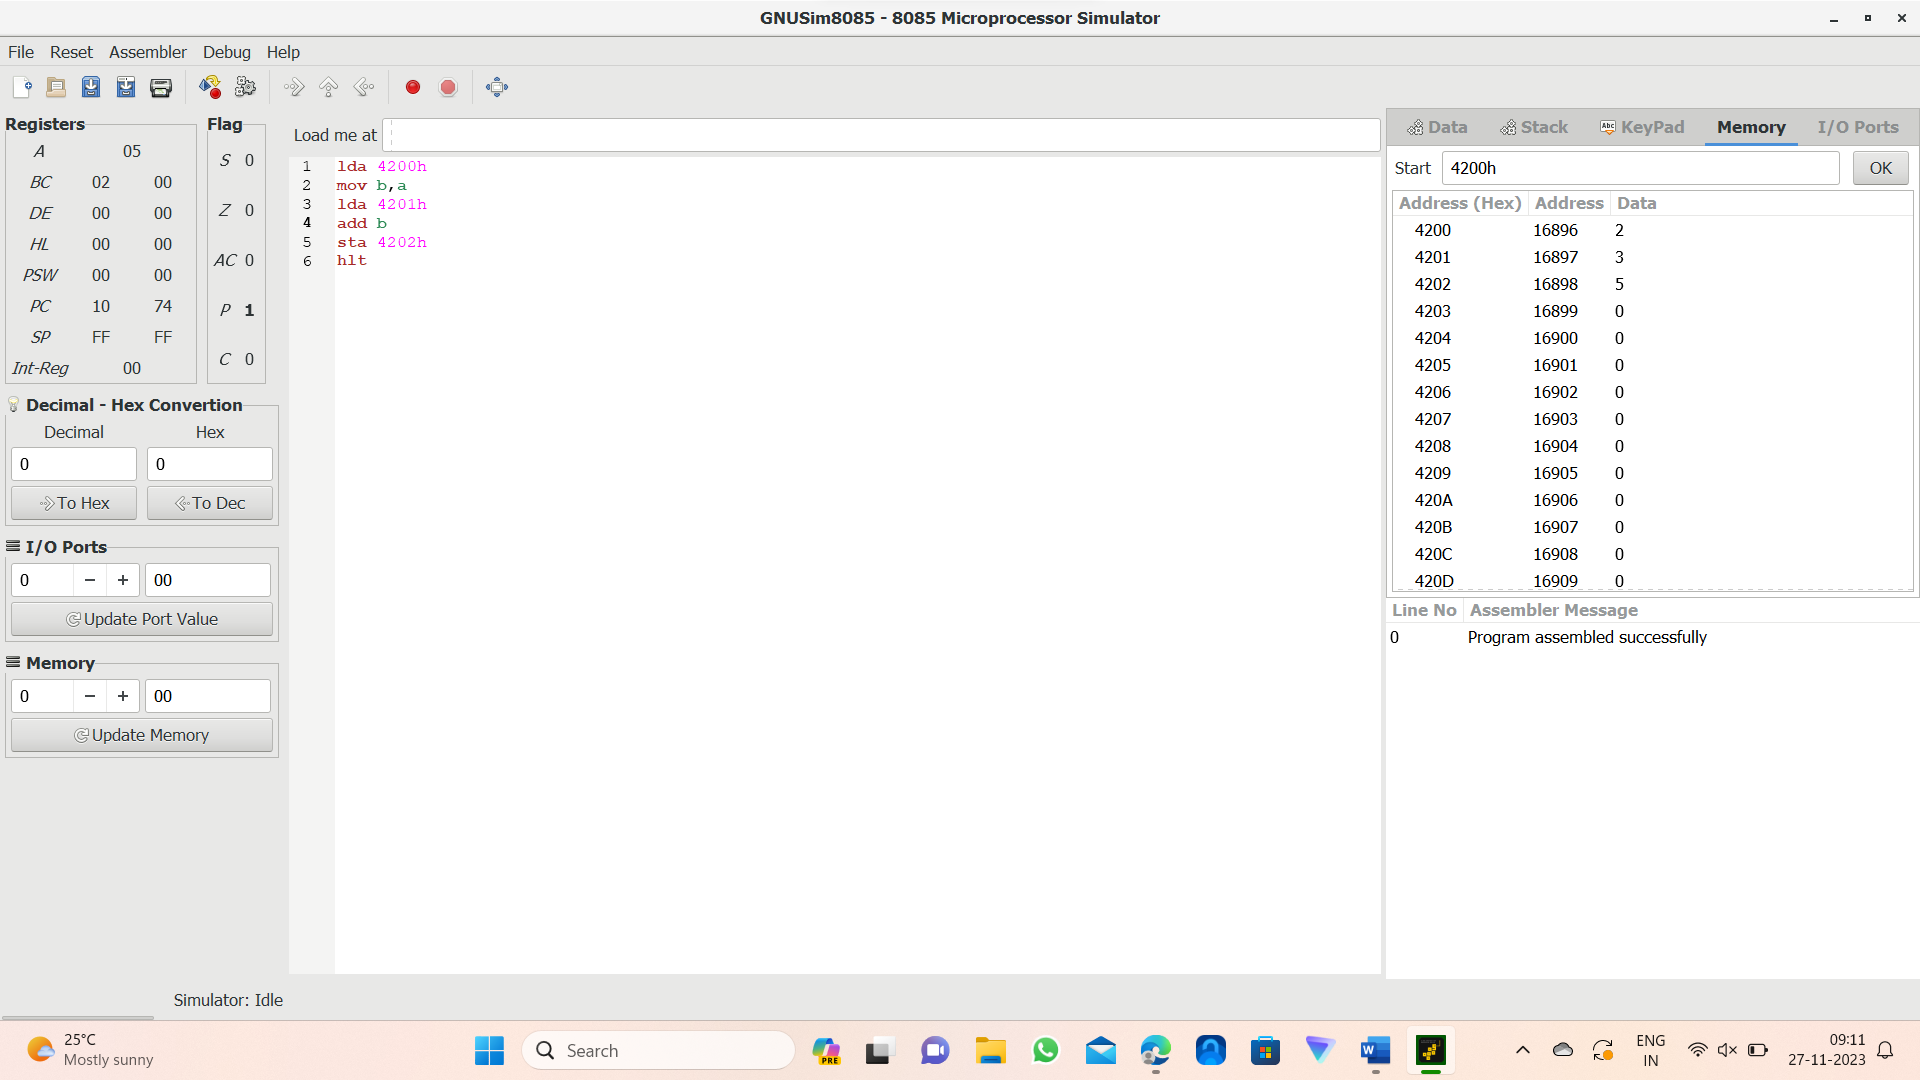 GNUSim8085 - 8085 Microprocessor Simulator
File Reset Assembler Debug Help
Registers
A 05
BC 02 00
DE 00 00
HL 00 00
PSW 00 00
PC 10 74
SP FF FF
Int-Reg 00
Flag
S 0
Z 0
AC 0
P 1
C 0
Decimal - Hex Convertion
Decimal Hex
0 0
To Hex To Dec
I/O Ports
0 − + 00
Update Port Value
Memory
0 − + 00
Update Memory
Load me at
1 lda 4200h
2 mov b,a
3 lda 4201h
4 add b
5 sta 4202h
6 hlt
Data Stack Abc KeyPad Memory I/O Ports
Start 4200h OK
Address (Hex) Address Data
4200 16896 2
4201 16897 3
4202 16898 5
4203 16899 0
4204 16900 0
4205 16901 0
4206 16902 0
4207 16903 0
4208 16904 0
4209 16905 0
420A 16906 0
420B 16907 0
420C 16908 0
420D 16909 0
Line No Assembler Message
0 Program assembled successfully
Simulator: Idle
25°C
Mostly sunny
Search
PRE
W
ENG
IN
09:11
27-11-2023